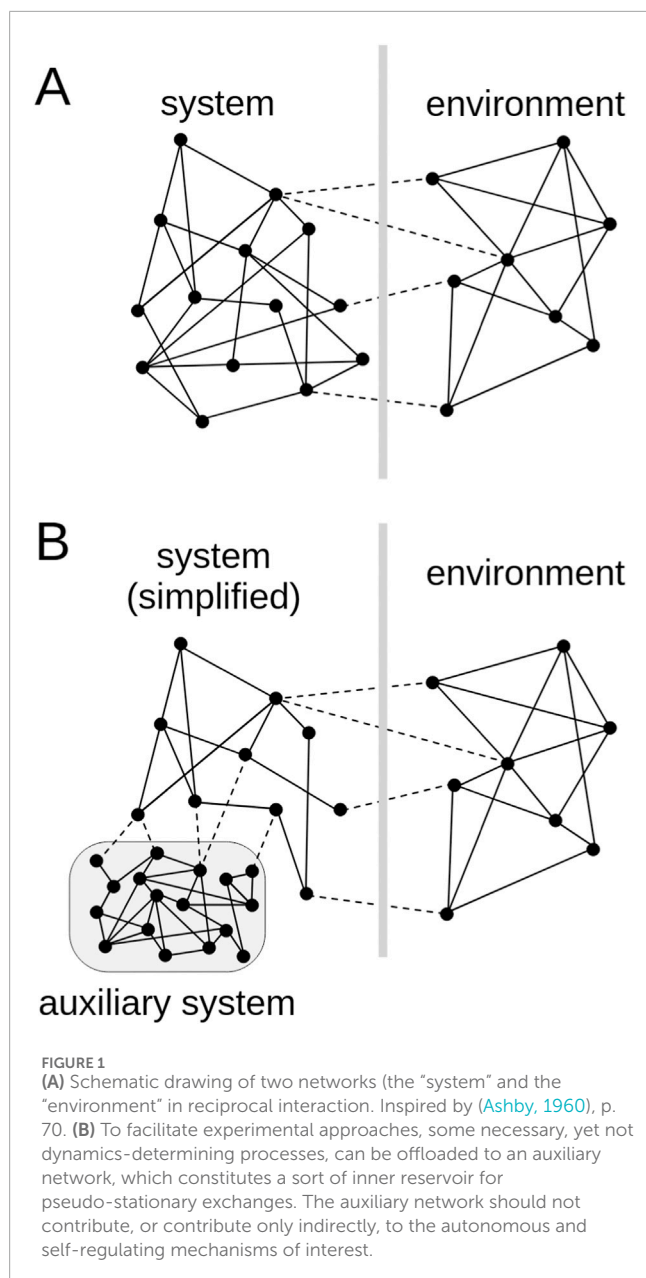 A
system
environment
B
system
(simplified)
environment
auxiliary system
FIGURE 1
(A) Schematic drawing of two networks (the “system” and the
“environment” in reciprocal interaction. Inspired by (Ashby, 1960), p.
70. (B) To facilitate experimental approaches, some necessary, yet not
dynamics-determining processes, can be offloaded to an auxiliary
network, which constitutes a sort of inner reservoir for
pseudo-stationary exchanges. The auxiliary network should not
contribute, or contribute only indirectly, to the autonomous and
self-regulating mechanisms of interest.